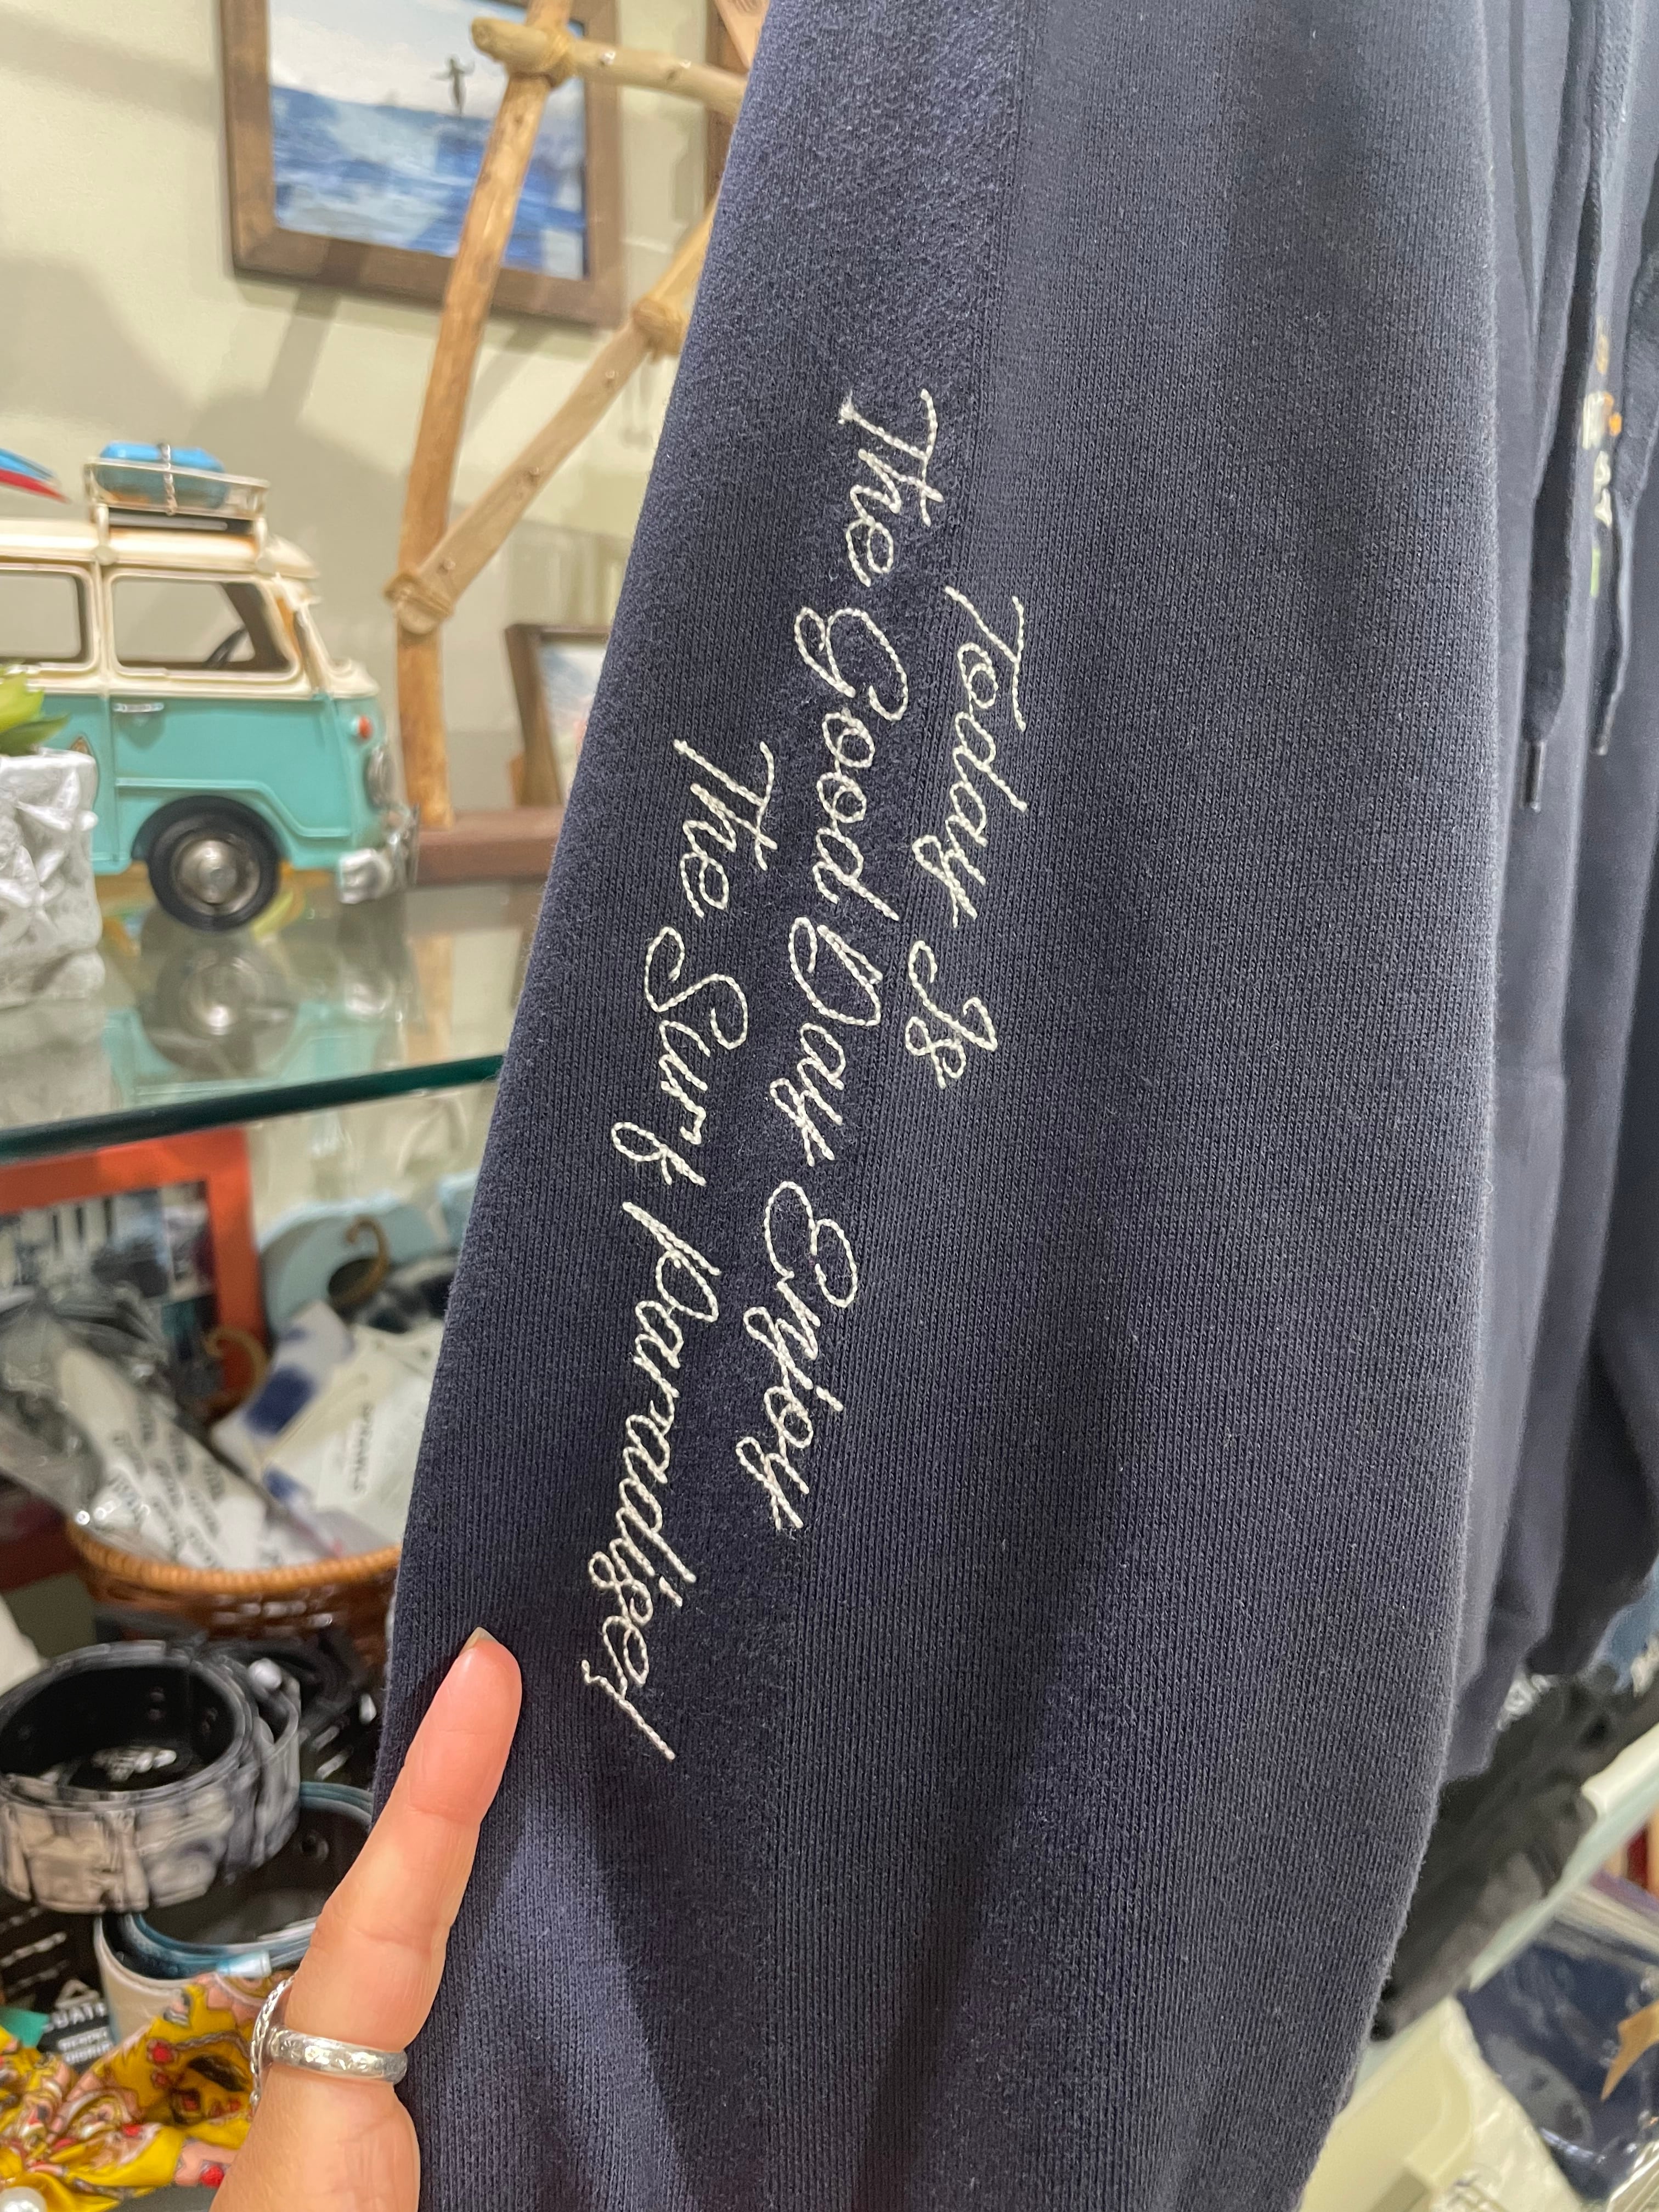 Today Is
The Good Day Enjoy
The Surf paradise!